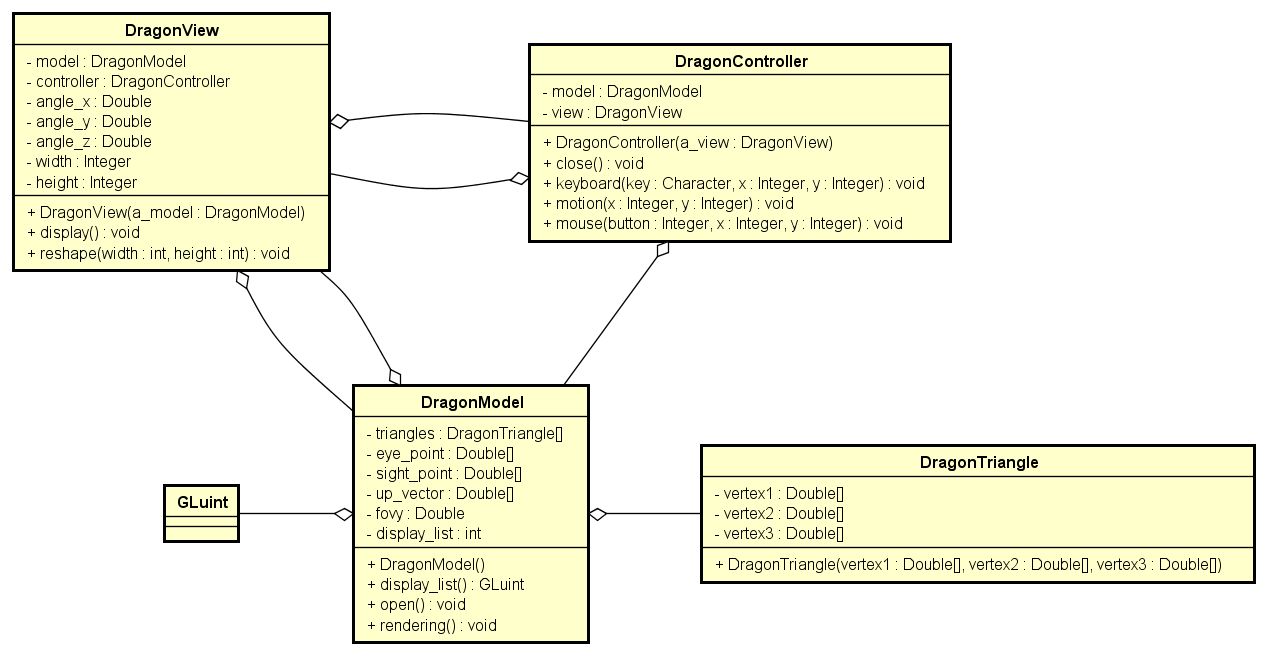 DragonView
- model : DragonModel
- controller : DragonController
- angle_x : Double
- angle_y : Double
- angle_z : Double
- width : Integer
- height : Integer
+ DragonView(a_model : DragonModel)
+ display() : void
+ reshape(width : int, height : int) : void
DragonController
- model : DragonModel
- view : DragonView
+ DragonController(a_view : DragonView)
+ close() : void
+ keyboard(key : Character, x : Integer, y : Integer) : void
+ motion(x : Integer, y : Integer) : void
+ mouse(button : Integer, x : Integer, y : Integer) : void
DragonModel
- triangles : DragonTriangle[]
- eye_point : Double[]
- sight_point : Double[]
- up_vector : Double[]
- fovy : Double
- display_list : int
+ DragonModel()
+ display_list() : GLuint
+ open() : void
+ rendering() : void
GLuint
DragonTriangle
- vertex1 : Double[]
- vertex2 : Double[]
- vertex3 : Double[]
+ DragonTriangle(vertex1 : Double[], vertex2 : Double[], vertex3 : Double[])